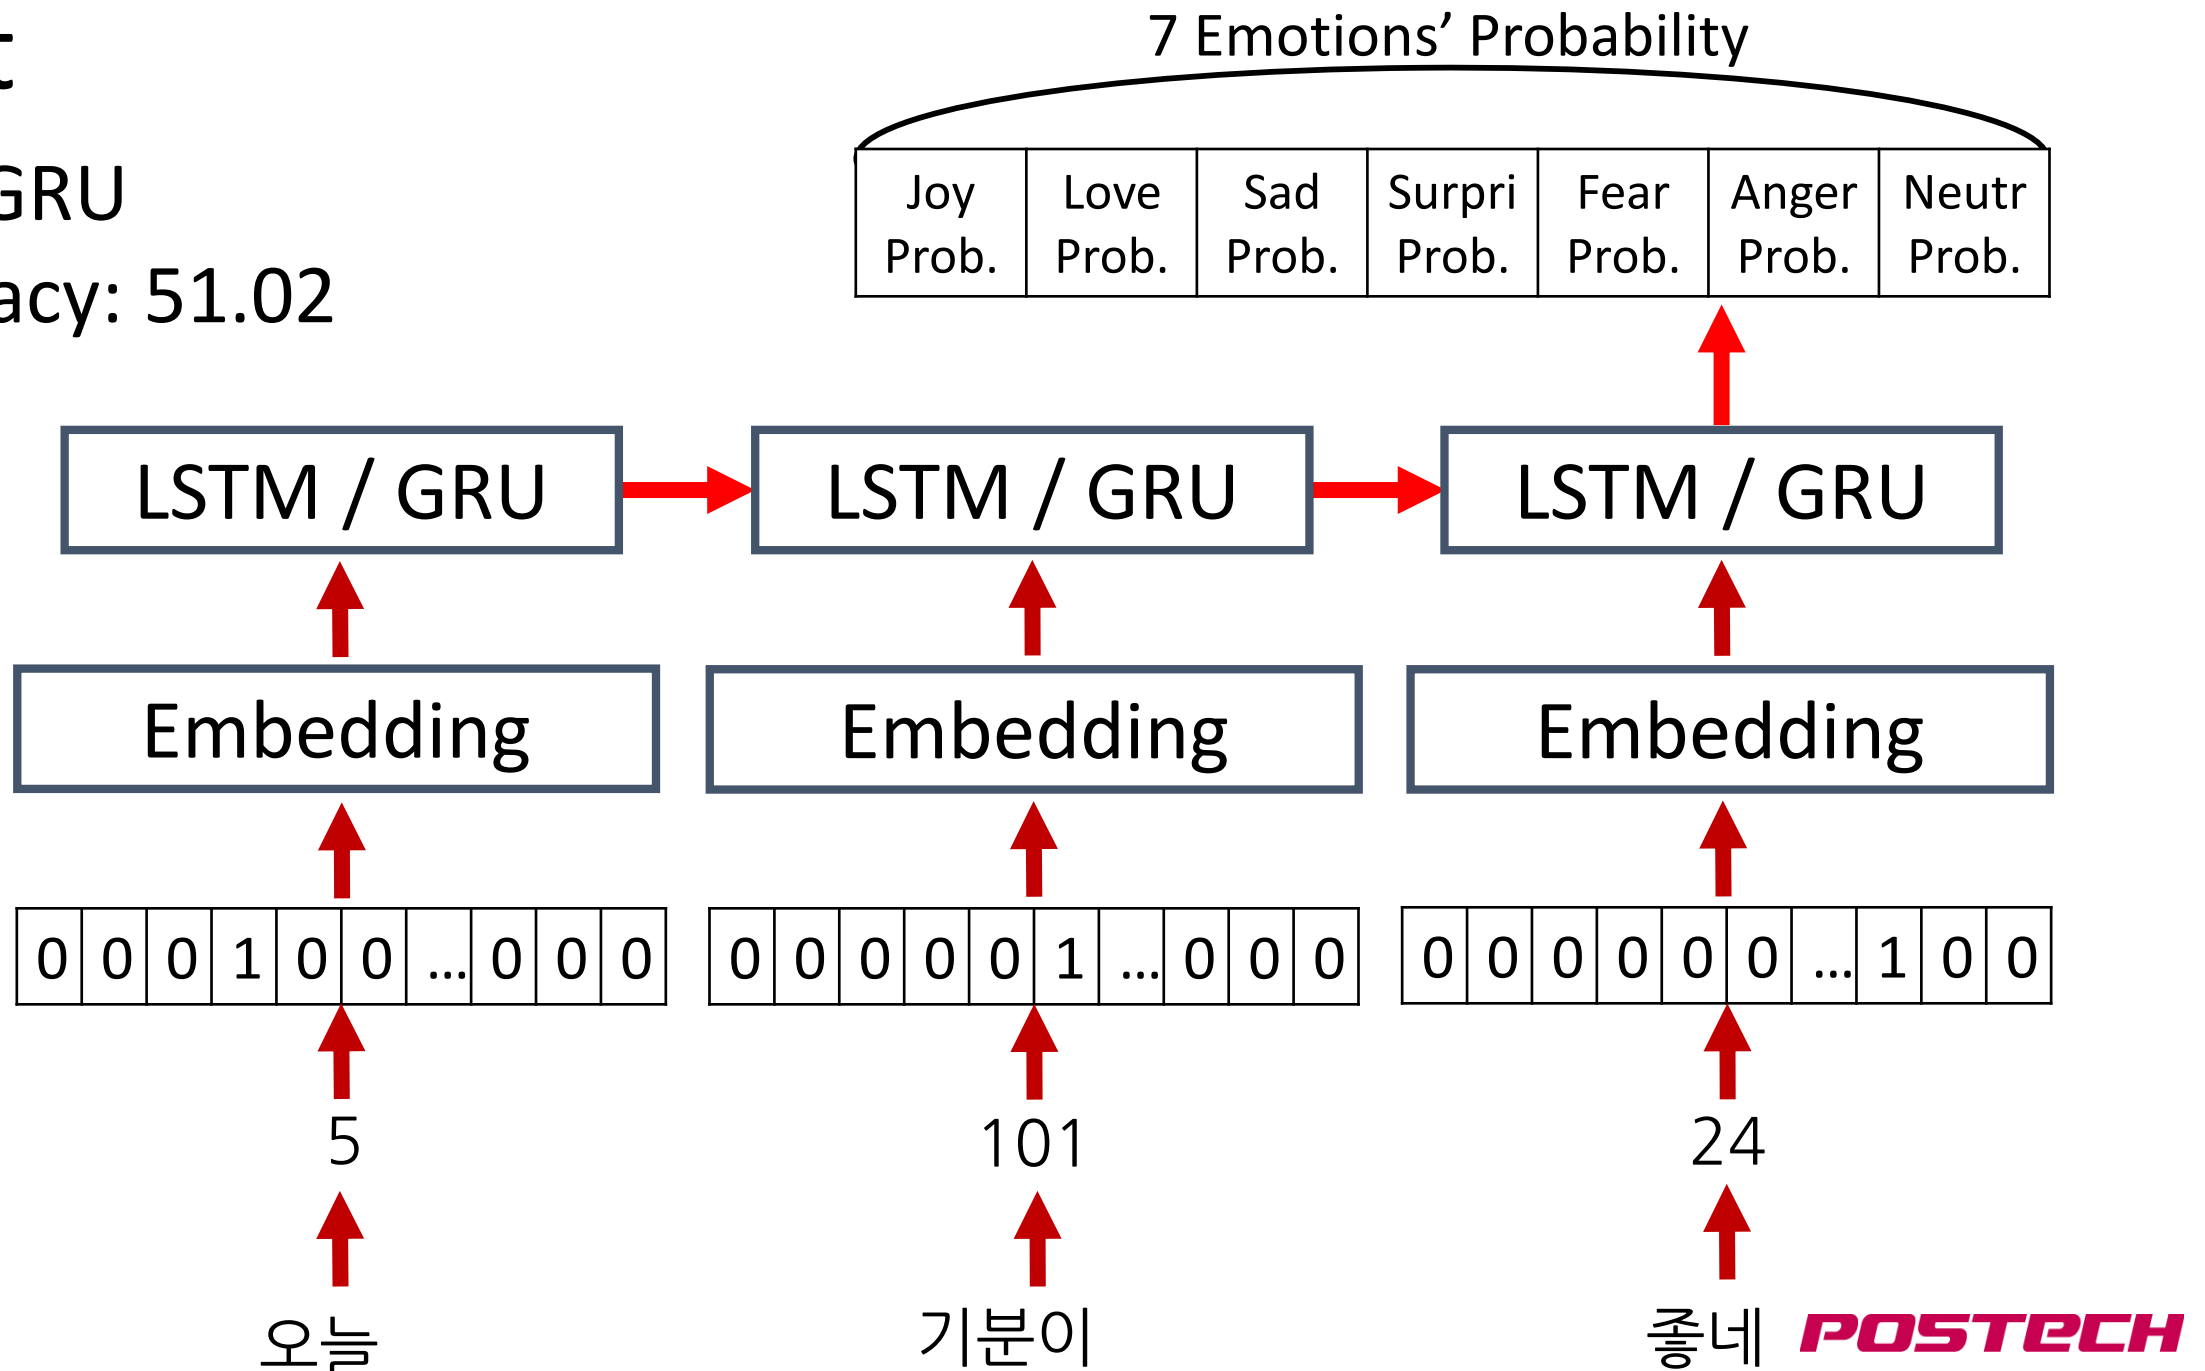 t
GRU
acy: 51.02
7 Emotions’ Probability
Joy Prob.
Love Prob.
Sad Prob.
Surpri Prob.
Fear Prob.
Anger Prob.
Neutr Prob.
LSTM / GRU
LSTM / GRU
LSTM / GRU
Embedding
Embedding
Embedding
0 0 0 1 0 0 ... 0 0 0
0 0 0 0 0 1 ... 0 0 0
0 0 0 0 0 0 ... 1 0 0
5
101
24
오늘
기분이
좋네
POSTECH